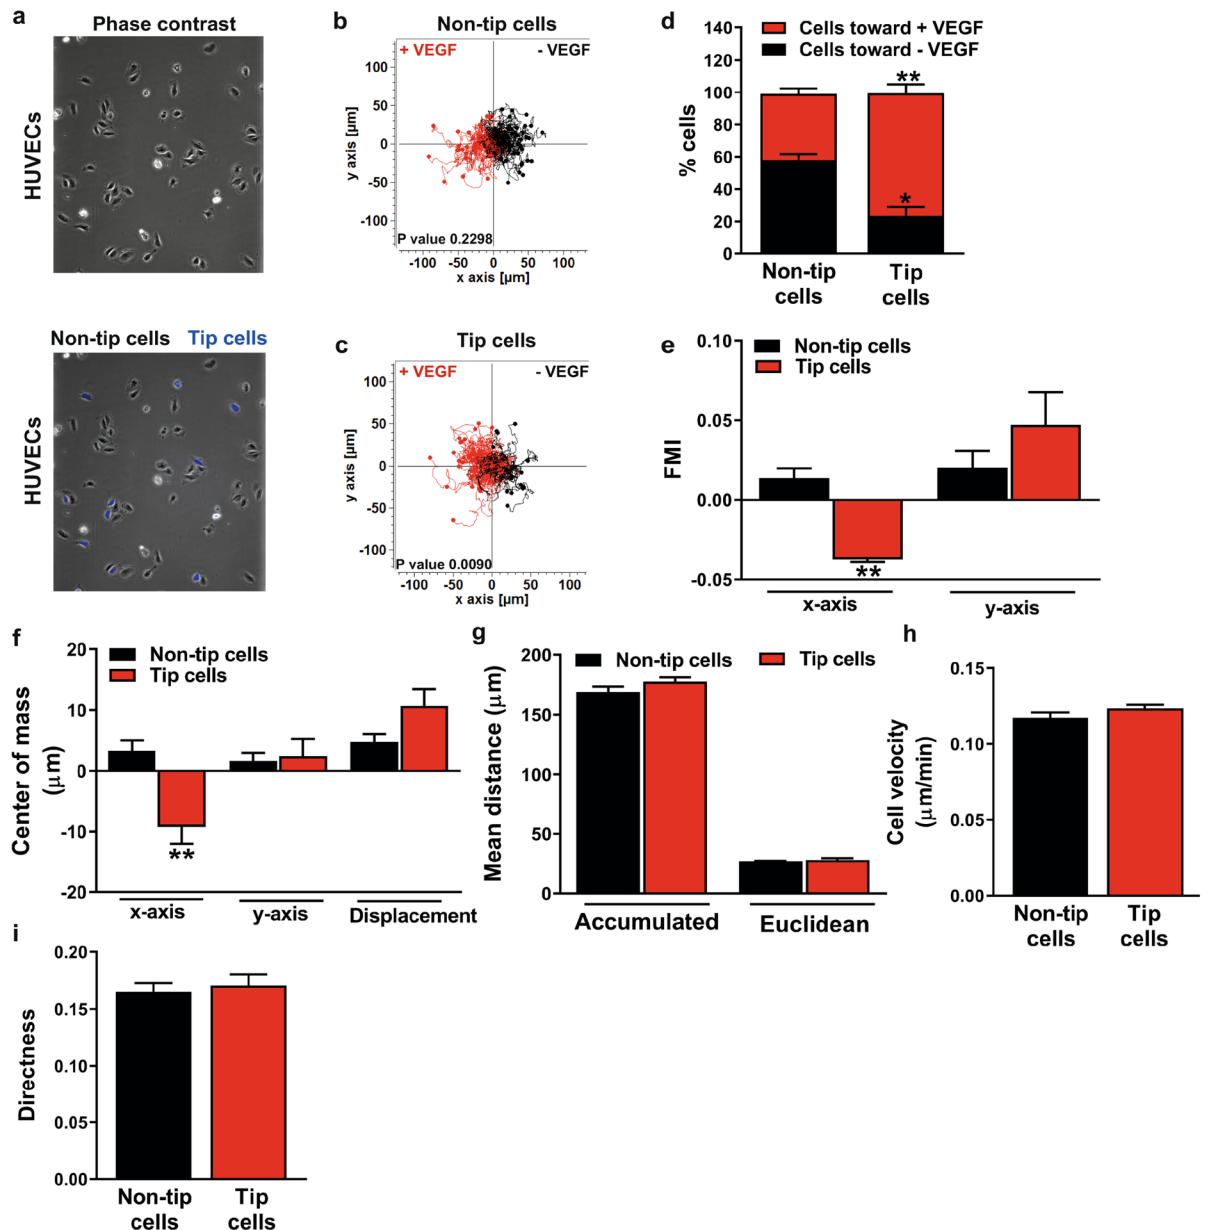 a
Phase contrast
HUVECs
Non-tip cells Tip cells
HUVECs
b
Non-tip cells
+ VEGF - VEGF
100
50
0
-50
-100
y axis [µm]
P value 0.2298
-100 -50 0 50 100
x axis [µm]
c
Tip cells
+ VEGF - VEGF
100
50
0
-50
-100
y axis [µm]
P value 0.0090
-100 -50 0 50 100
x axis [µm]
d
Cells toward + VEGF
Cells toward - VEGF
140
120
100
80
60
40
20
0
% cells
**
*
Non-tip
cells
Tip
cells
e
Non-tip cells
Tip cells
0.10
0.05
0.00
-0.05
FMI
**
x-axis y-axis
f
Non-tip cells
Tip cells
20
10
0
-10
-20
Center of mass
(µm)
**
x-axis y-axis Displacement
g
Non-tip cells Tip cells
200
150
100
50
0
Mean distance (µm)
Accumulated Euclidean
h
0.15
0.10
0.05
0.00
Cell velocity
(µm/min)
Non-tip
cells
Tip
cells
i
0.20
0.15
0.10
0.05
0.00
Directness
Non-tip
cells
Tip
cells